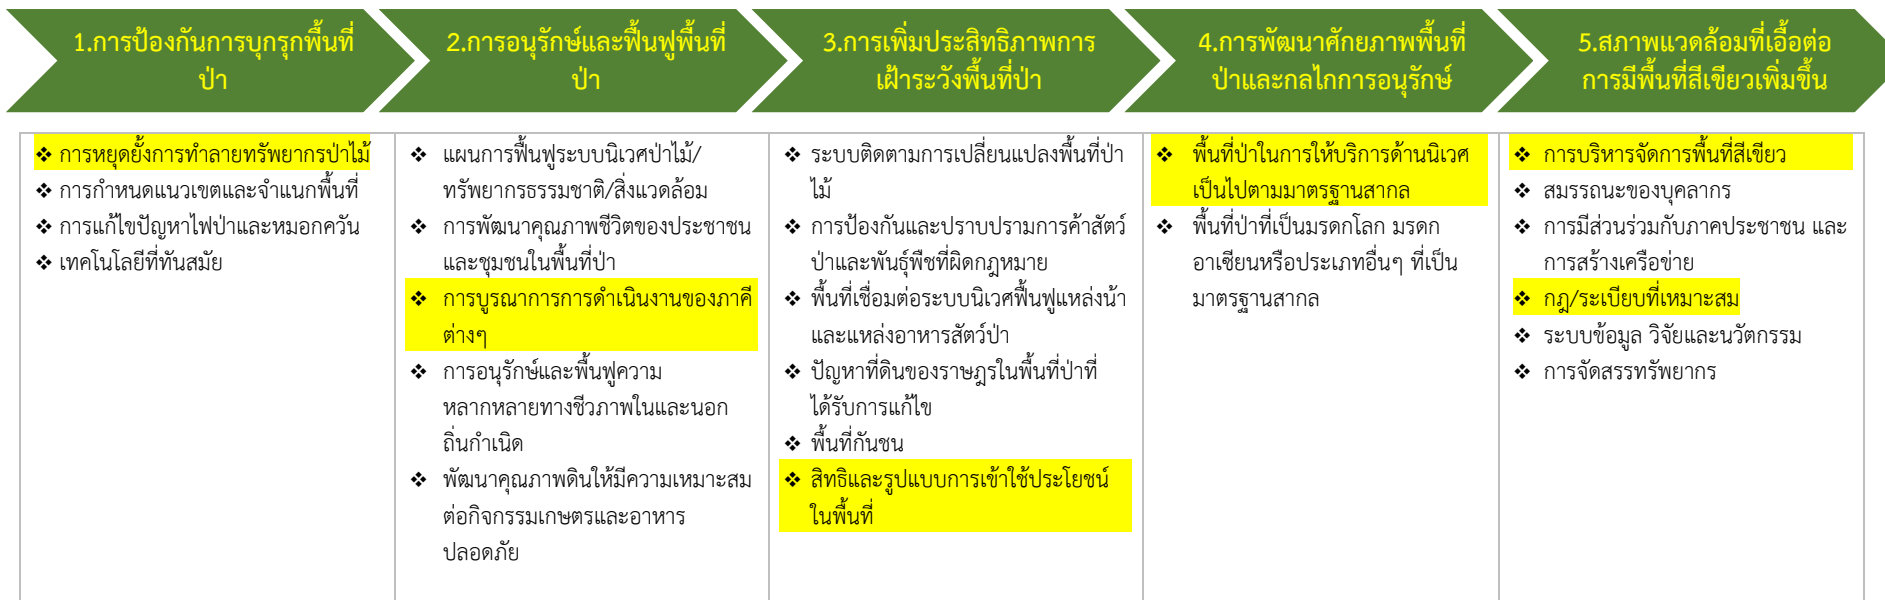 1.การป้องกันการบุกรุกพื้นที่
ป่า
2.การอนุรักษ์และฟื้นฟูพื้นที่
ป่า
3.การเพิ่มประสิทธิภาพการ
เฝ้าระวังพื้นที่ป่า
4.การพัฒนาศักยภาพพื้นที่
ป่าและกลไกการอนุรักษ์
5.สภาพแวดล้อมที่เอื้อต่อ
การมีพื้นที่สีเขียวเพิ่มขึ้น
❖ การหยุดยั้งการทำลายทรัพยากรป่าไม้
❖ การกำหนดแนวเขตและจำแนกพื้นที่
❖ การแก้ไขปัญหาไฟป่าและหมอกควัน
❖ เทคโนโลยีที่ทันสมัย
❖ แผนการฟื้นฟูระบบนิเวศป่าไม้/
ทรัพยากรธรรมชาติ/สิ่งแวดล้อม
❖ การพัฒนาคุณภาพชีวิตของประชาชน
และชุมชนในพื้นที่ป่า
❖ การบูรณาการการดำเนินงานของภาคี
ต่างๆ
❖ การอนุรักษ์และพื้นฟูความ
หลากหลายทางชีวภาพในและนอก
ถิ่นกำเนิด
❖ พัฒนาคุณภาพดินให้มีความเหมาะสม
ต่อกิจกรรมเกษตรและอาหาร
ปลอดภัย
❖ ระบบติดตามการเปลี่ยนแปลงพื้นที่ป่า
ไม้
❖ การป้องกันและปราบปรามการค้าสัตว์
ป่าและพันธุ์พืชที่ผิดกฎหมาย
❖ พื้นที่เชื่อมต่อระบบนิเวศฟื้นฟูแหล่งน้ำ
และแหล่งอาหารสัตว์ป่า
❖ ปัญหาที่ดินของราษฎรในพื้นที่ป่าที่
ได้รับการแก้ไข
❖ พื้นที่กันชน
❖ สิทธิและรูปแบบการเข้าใช้ประโยชน์
ในพื้นที่
❖ พื้นที่ป่าในการให้บริการด้านนิเวศ
เป็นไปตามมาตรฐานสากล
❖ พื้นที่ป่าที่เป็นมรดกโลก มรดก
อาเซียนหรือประเภทอื่นๆ ที่เป็น
มาตรฐานสากล
❖ การบริหารจัดการพื้นที่สีเขียว
❖ สมรรถนะของบุคลากร
❖ การมีส่วนร่วมกับภาคประชาชน และ
การสร้างเครือข่าย
❖ กฎ/ระเบียบที่เหมาะสม
❖ ระบบข้อมูล วิจัยและนวัตกรรม
❖ การจัดสรรทรัพยากร